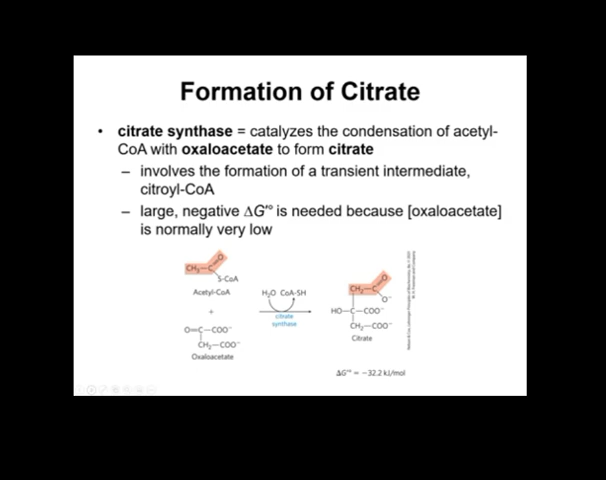 Formation of Citrate
• citrate synthase = catalyzes the condensation of acetyl-
CoA with oxaloacetate to form citrate
– involves the formation of a transient intermediate,
citroyl-CoA
– large, negative ΔG'° is needed because [oxaloacetate]
is normally very low
CH₃—C=O
S-CoA
Acetyl-CoA
+
O=C—COO⁻
CH₂—COO⁻
Oxaloacetate
H₂O CoA-SH
citrate
synthase
CH₂—C=O
O⁻
HO—C—COO⁻
CH₂—COO⁻
Citrate
ΔG'° = −32.2 kJ/mol